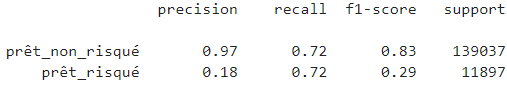 precision recall f1-score support
prêt_non_risqué 0.97 0.72 0.83 139037
prêt_risqué 0.18 0.72 0.29 11897